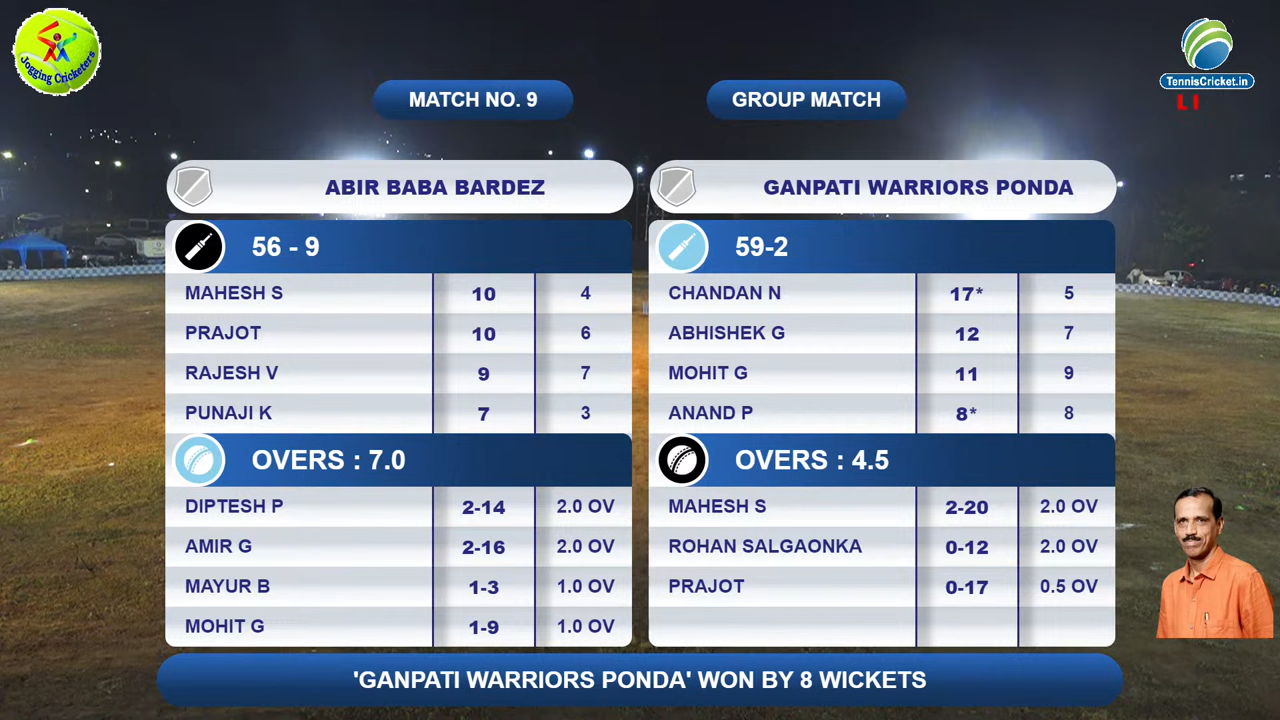 Jogging Cricketers
TennisCricket.in
LI
MATCH NO. 9
GROUP MATCH
ABIR BABA BARDEZ
56 - 9
MAHESH S 10 4
PRAJOT 10 6
RAJESH V 9 7
PUNAJI K 7 3
OVERS : 7.0
DIPTESH P 2-14 2.0 OV
AMIR G 2-16 2.0 OV
MAYUR B 1-3 1.0 OV
MOHIT G 1-9 1.0 OV
GANPATI WARRIORS PONDA
59-2
CHANDAN N 17* 5
ABHISHEK G 12 7
MOHIT G 11 9
ANAND P 8* 8
OVERS : 4.5
MAHESH S 2-20 2.0 OV
ROHAN SALGAONKA 0-12 2.0 OV
PRAJOT 0-17 0.5 OV
'GANPATI WARRIORS PONDA' WON BY 8 WICKETS